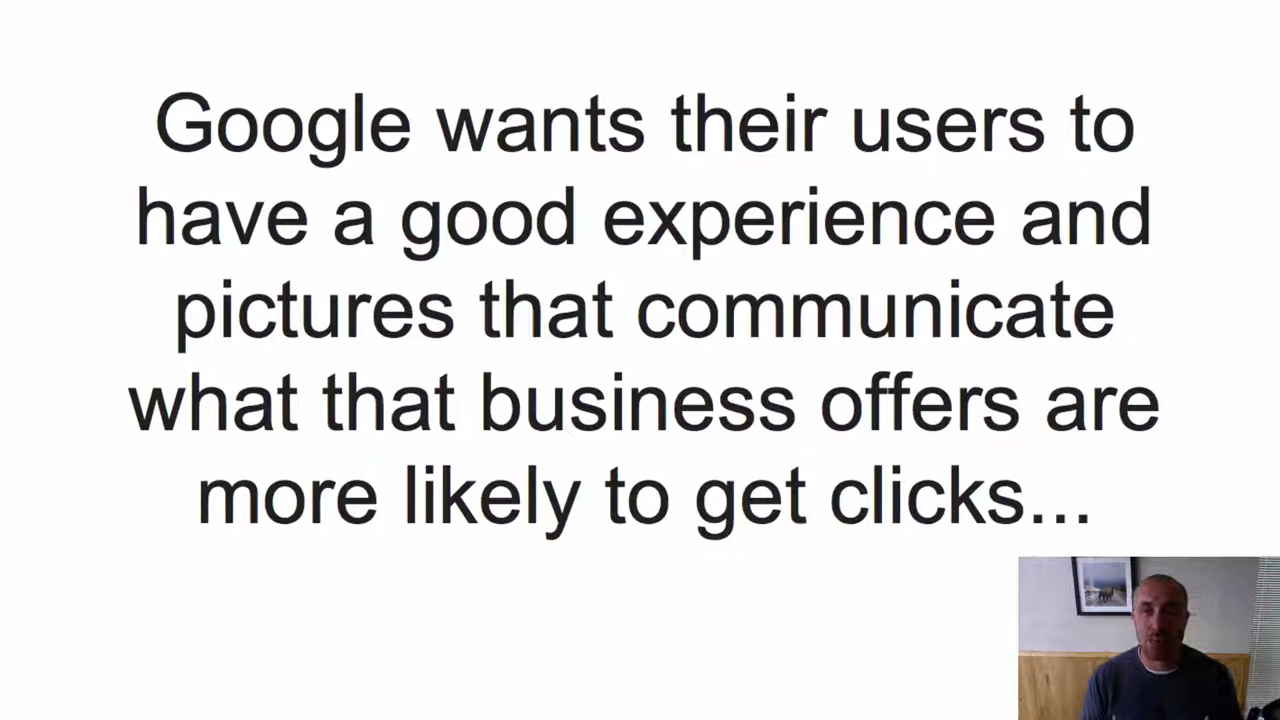 Google wants their users to
have a good experience and
pictures that communicate
what that business offers are
more likely to get clicks...